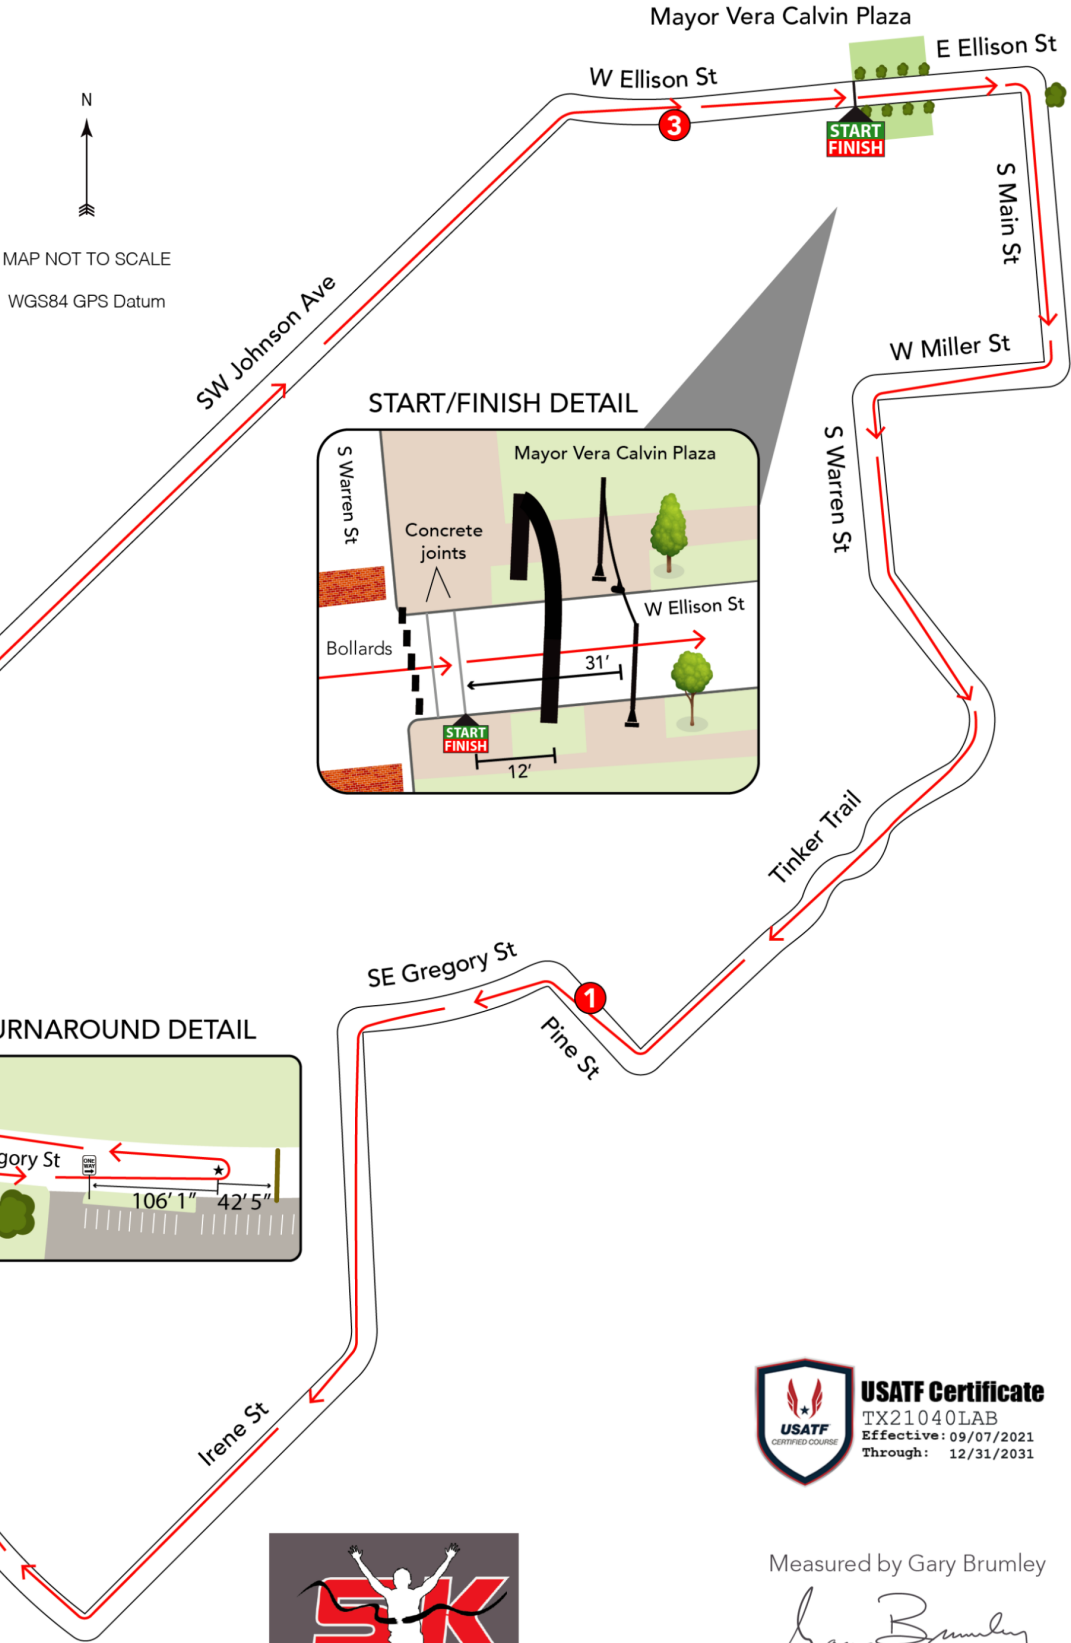 Mayor Vera Calvin Plaza
E Ellison St
W Ellison St
3
START
FINISH
N
S Main St
MAP NOT TO SCALE
WGS84 GPS Datum
SW Johnson Ave
W Miller St
START/FINISH DETAIL
S Warren St
S Warren St
Mayor Vera Calvin Plaza
Concrete
joints
W Ellison St
Bollards
31'
START
FINISH
12'
Tinker Trail
SE Gregory St
1
Pine St
URNAROUND DETAIL
gory St
ONE
WAY
106' 1"
42' 5"
Irene St
USATF
CERTIFIED COURSE
USATF Certificate
TX21040LAB
Effective: 09/07/2021
Through: 12/31/2031
Measured by Gary Brumley
5K